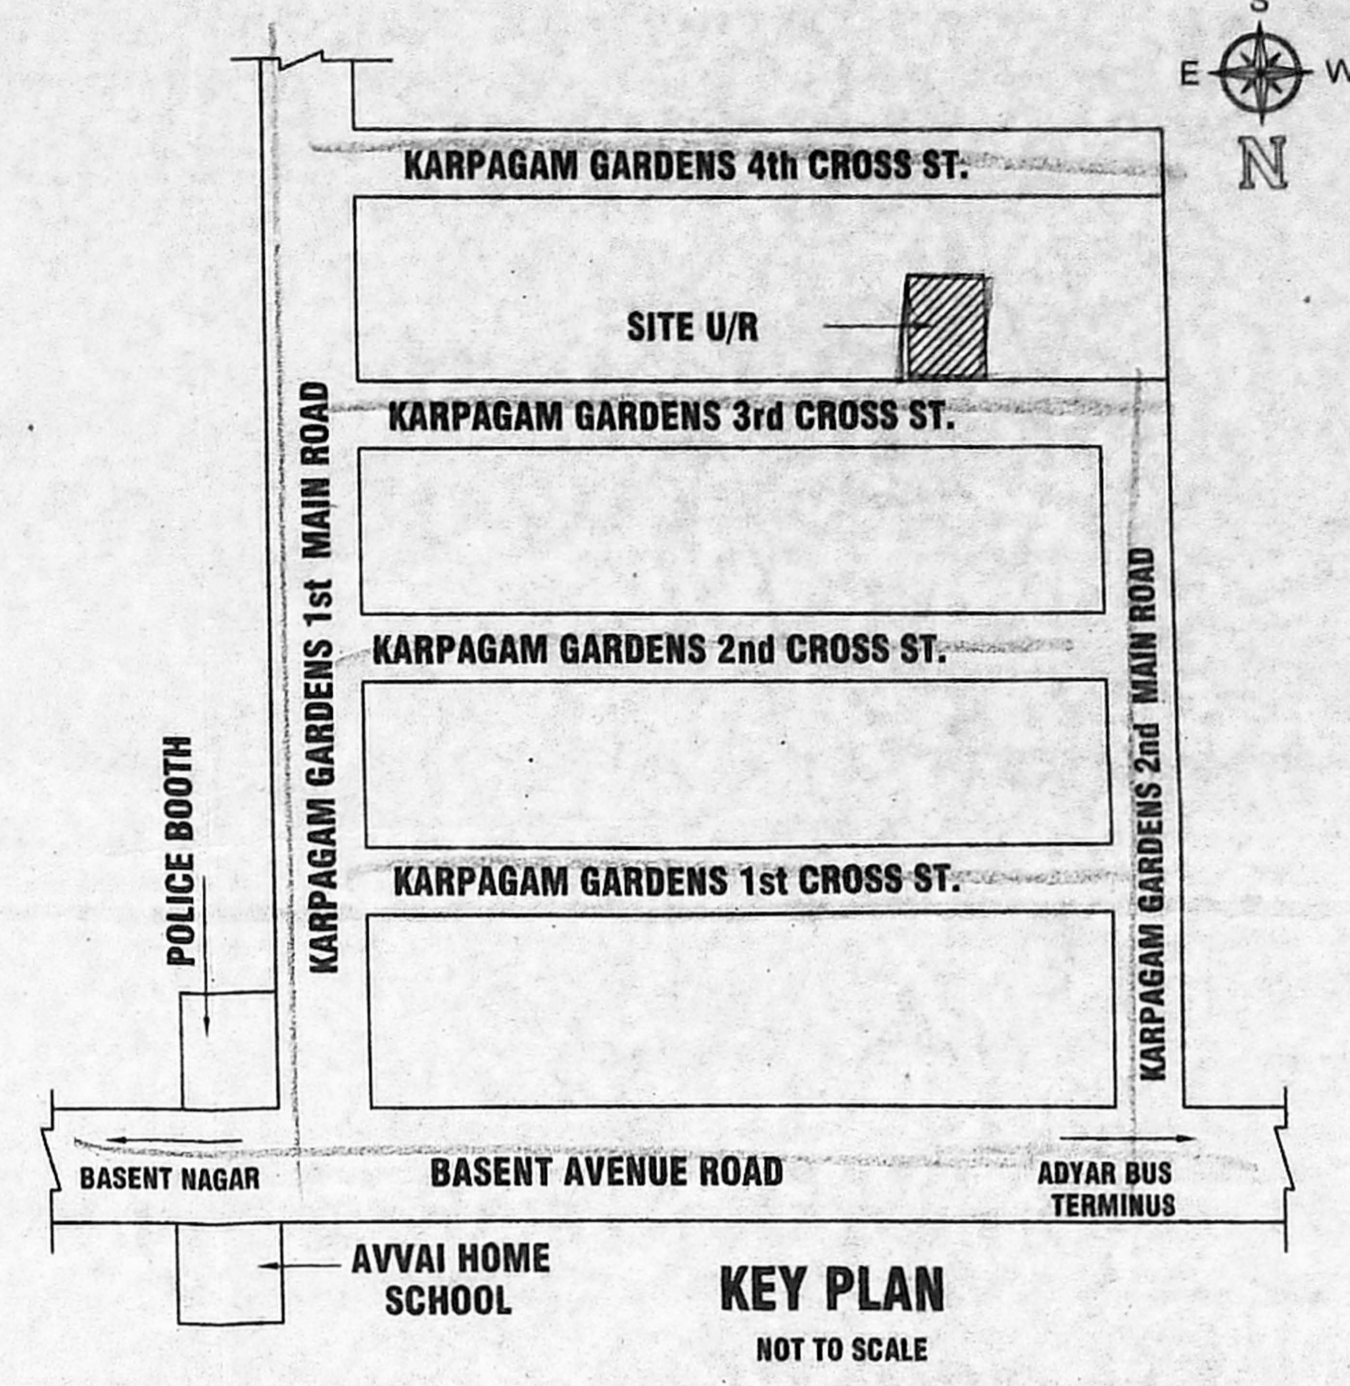 S
E
W
N
KARPAGAM GARDENS 4th CROSS ST.
SITE U/R
KARPAGAM GARDENS 3rd CROSS ST.
KARPAGAM GARDENS 1st MAIN ROAD
KARPAGAM GARDENS 2nd CROSS ST.
KARPAGAM GARDENS 2nd MAIN ROAD
POLICE BOOTH
KARPAGAM GARDENS 1st CROSS ST.
BASENT NAGAR
BASENT AVENUE ROAD
ADYAR BUS
TERMINUS
AVVAI HOME
SCHOOL
KEY PLAN
NOT TO SCALE